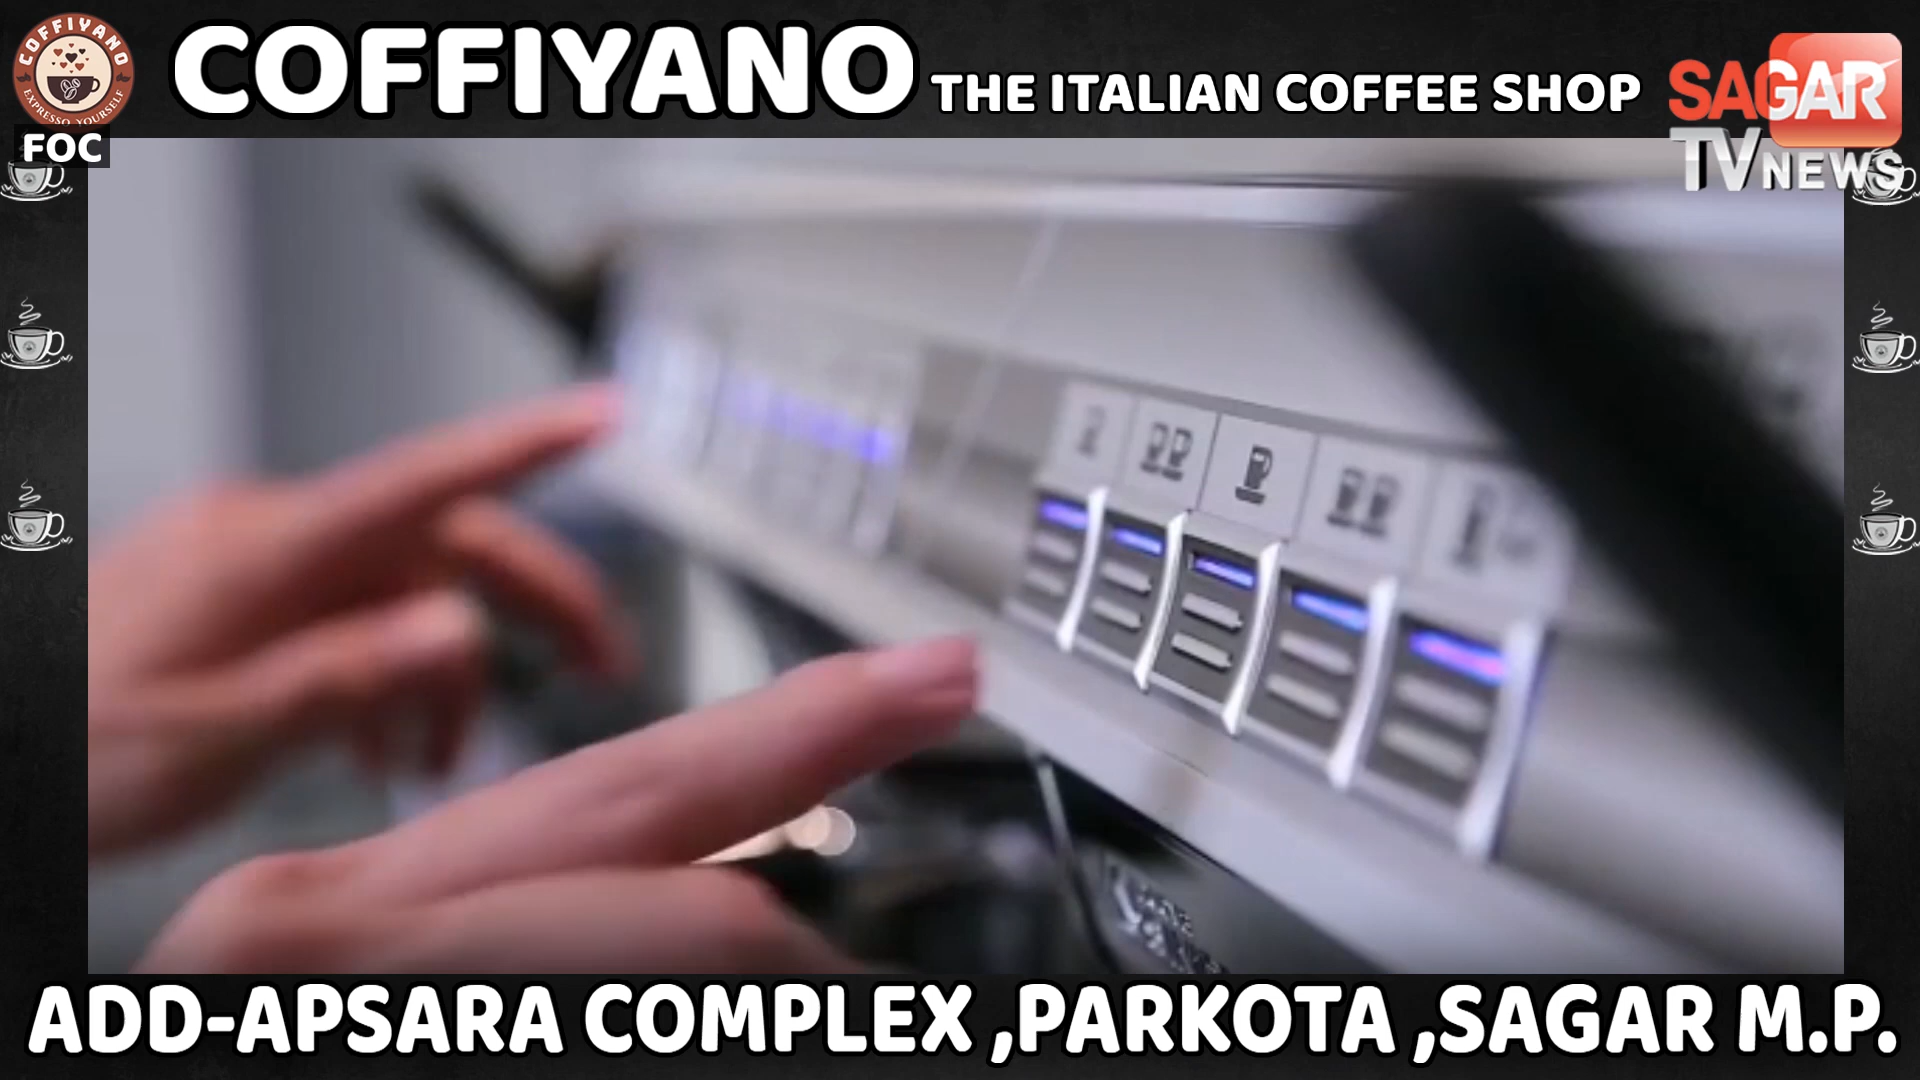 COFFIYANO
EXPRESSO YOURSELF
FOC
COFFIYANO THE ITALIAN COFFEE SHOP
SAGAR
TV NEWS
ADD-APSARA COMPLEX ,PARKOTA ,SAGAR M.P.